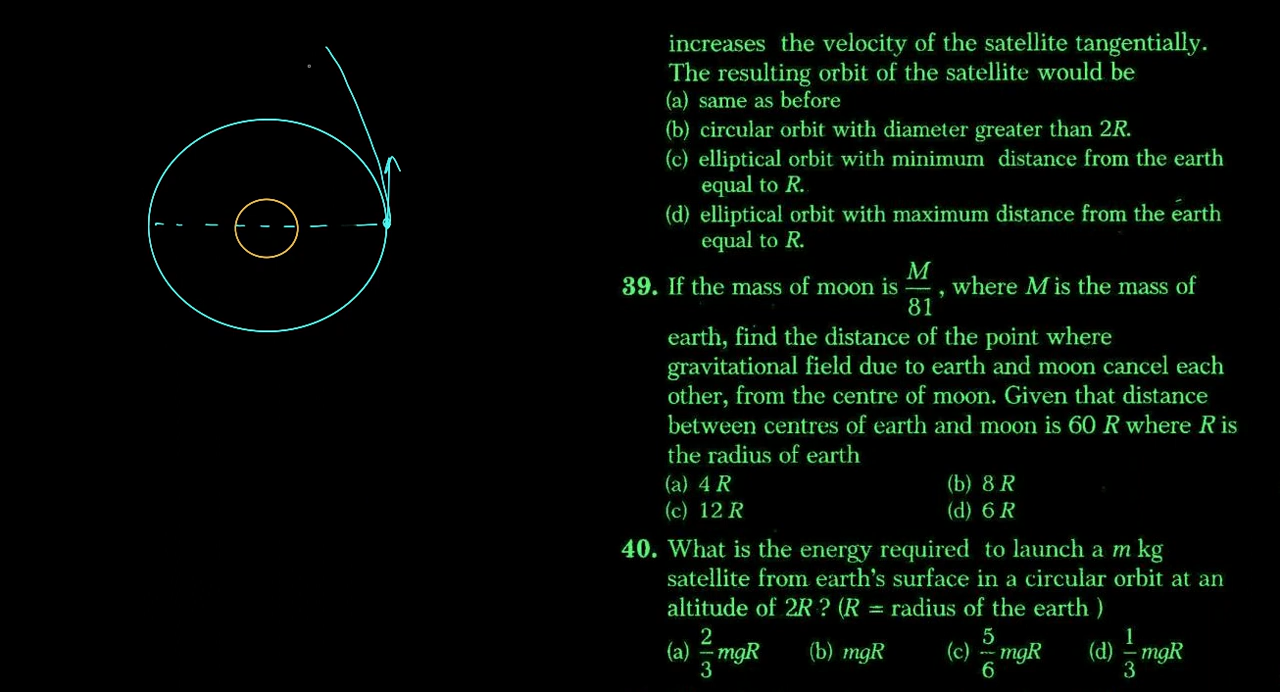 increases the velocity of the satellite tangentially.
The resulting orbit of the satellite would be
(a) same as before
(b) circular orbit with diameter greater than 2R.
(c) elliptical orbit with minimum distance from the earth
equal to R.
(d) elliptical orbit with maximum distance from the earth
equal to R.
39. If the mass of moon is M/81, where M is the mass of
earth, find the distance of the point where
gravitational field due to earth and moon cancel each
other, from the centre of moon. Given that distance
between centres of earth and moon is 60 R where R is
the radius of earth
(a) 4 R (b) 8 R
(c) 12 R (d) 6 R
40. What is the energy required to launch a m kg
satellite from earth's surface in a circular orbit at an
altitude of 2R ? (R = radius of the earth )
(a) 2/3 mgR (b) mgR (c) 5/6 mgR (d) 1/3 mgR